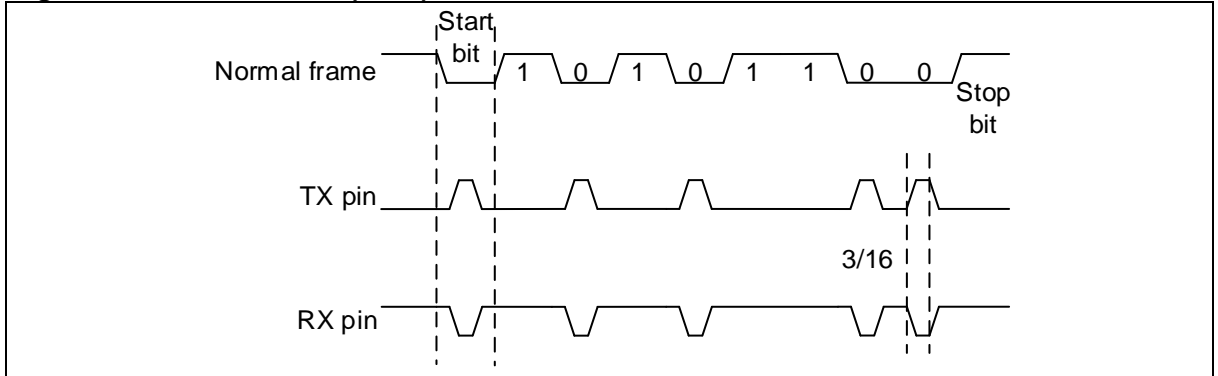 Start
bit
Normal frame
1 0 1 0 1 1 0 0
Stop
bit
TX pin
3/16
RX pin